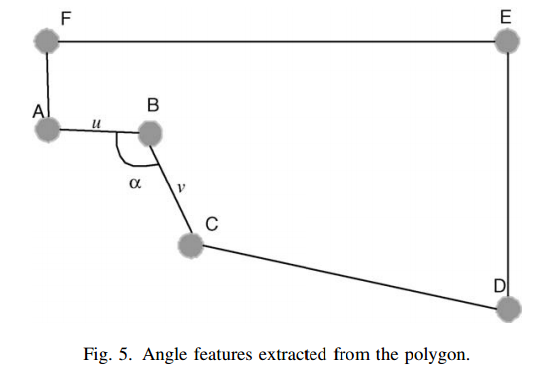 F
E
A
u
B
α
v
C
D
Fig. 5. Angle features extracted from the polygon.